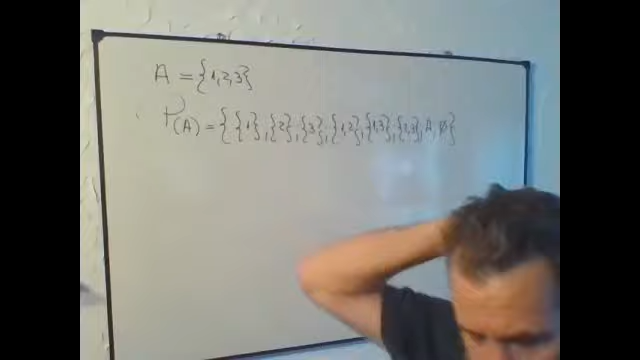 A = {1,2,3}
P(A) = { {1}, {2}, {3}, {1,2}, {1,3}, {2,3}, A, ∅ }